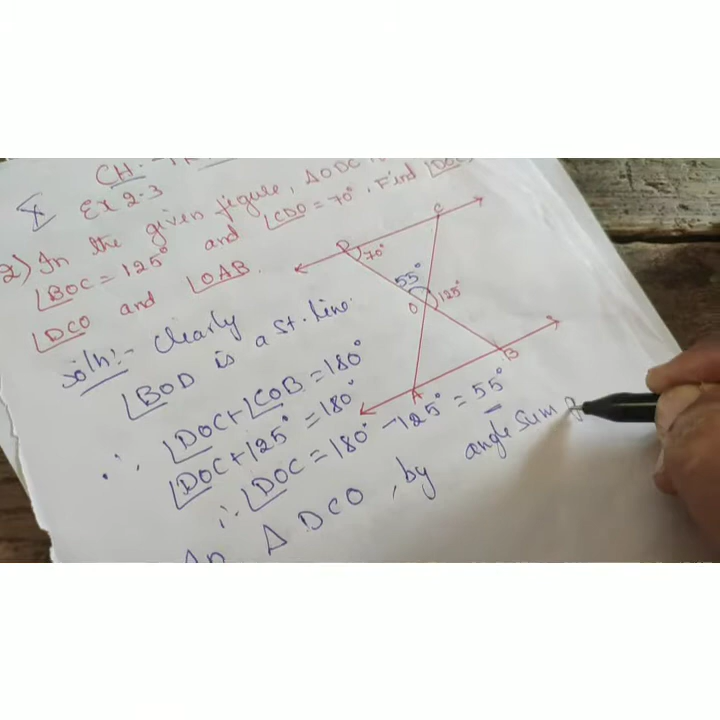 CH.
X Ex 2.3
2) In the given figure, ΔODC
∠BOC = 125° and ∠CDO = 70°. Find ∠DOC
∠DCO and ∠OAB.
Soln:- Clearly
∠BOD is a st. line.
∴ ∠DOC + ∠COB = 180°
∠DOC + 125° = 180°
∴ ∠DOC = 180° - 125° = 55°
In Δ DCO, by angle sum
D
C
70°
55°
O
125°
A
B